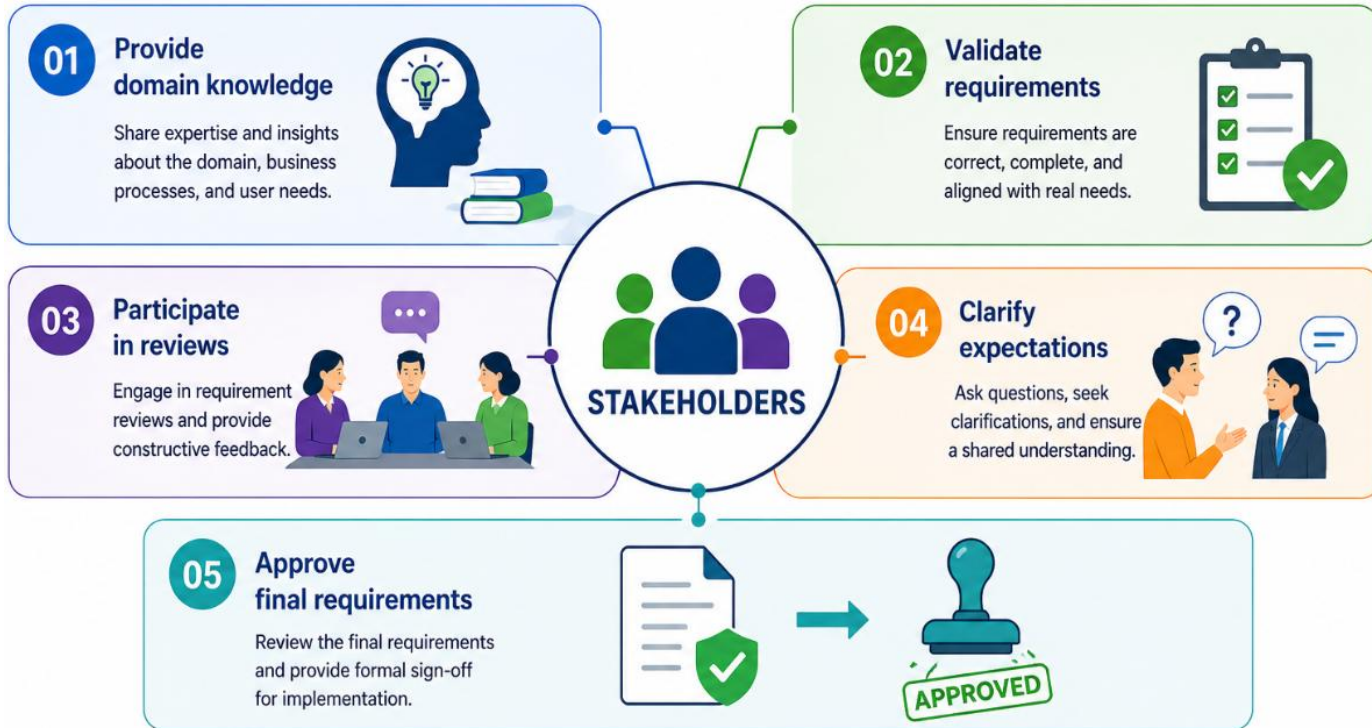 01
Provide
domain knowledge
Share expertise and insights
about the domain, business
processes, and user needs.
02
Validate
requirements
Ensure requirements are
correct, complete, and
aligned with real needs.
03
Participate
in reviews
Engage in requirement
reviews and provide
constructive feedback.
STAKEHOLDERS
04
Clarify
expectations
?
Ask questions, seek
clarifications, and ensure
a shared understanding.
05
Approve
final requirements
Review the final requirements
and provide formal sign-off
for implementation.
APPROVED